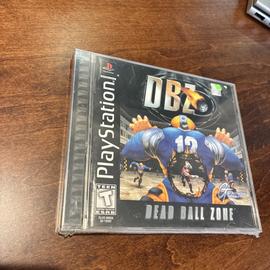 PlayStation
DBZ
12
DEAD BALL ZONE
TEEN
T
ESRB